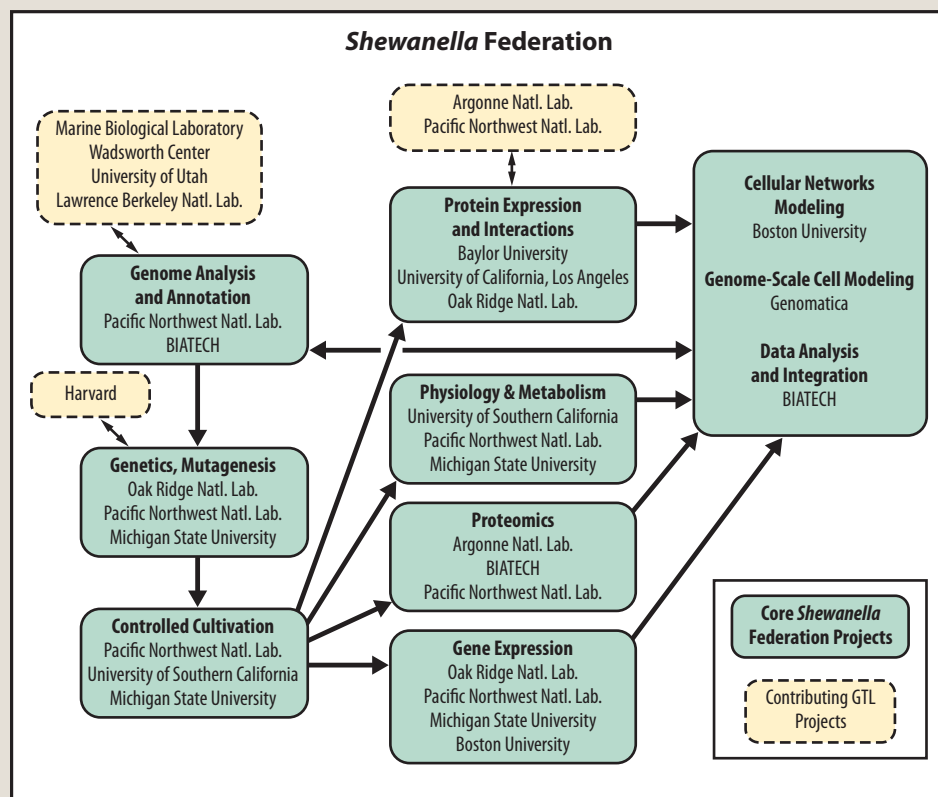 Shewanella Federation
Marine Biological Laboratory
Wadsworth Center
University of Utah
Lawrence Berkeley Natl. Lab.
Argonne Natl. Lab.
Pacific Northwest Natl. Lab.
Genome Analysis
and Annotation
Pacific Northwest Natl. Lab.
BIATECH
Harvard
Genetics, Mutagenesis
Oak Ridge Natl. Lab.
Pacific Northwest Natl. Lab.
Michigan State University
Controlled Cultivation
Pacific Northwest Natl. Lab.
University of Southern California
Michigan State University
Protein Expression
and Interactions
Baylor University
University of California, Los Angeles
Oak Ridge Natl. Lab.
Physiology & Metabolism
University of Southern California
Pacific Northwest Natl. Lab.
Michigan State University
Proteomics
Argonne Natl. Lab.
BIATECH
Pacific Northwest Natl. Lab.
Gene Expression
Oak Ridge Natl. Lab.
Pacific Northwest Natl. Lab.
Michigan State University
Boston University
Cellular Networks
Modeling
Boston University
Genome-Scale Cell Modeling
Genomatica
Data Analysis
and Integration
BIATECH
Core Shewanella
Federation Projects
Contributing GTL
Projects